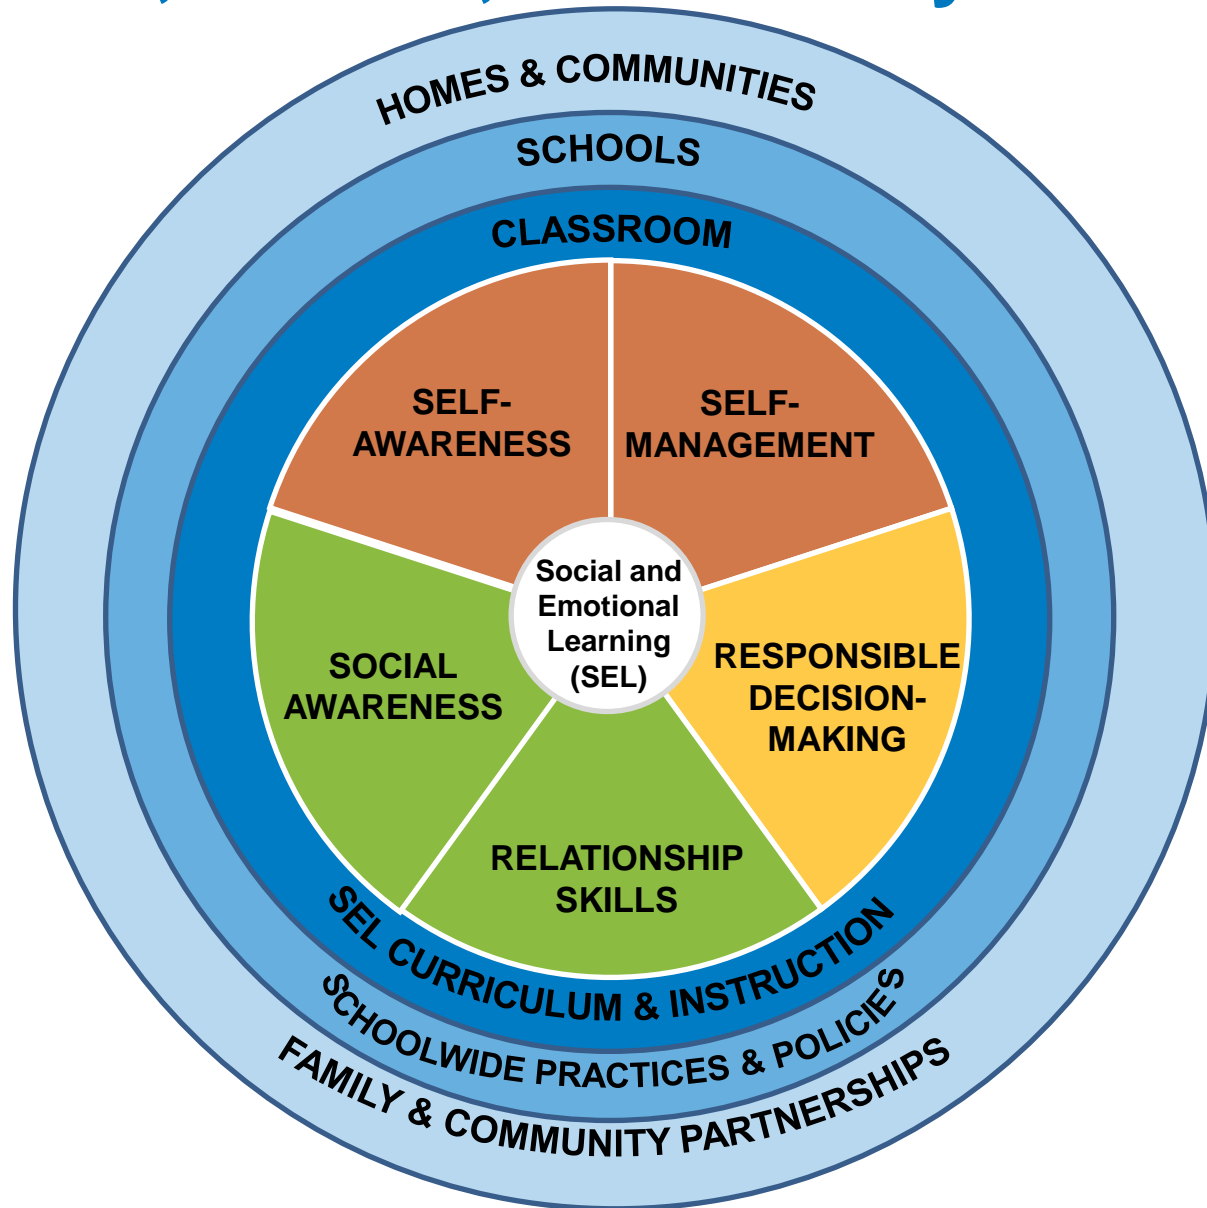 HOMES & COMMUNITIES
SCHOOLS
CLASSROOM
SELF-
AWARENESS
SELF-
MANAGEMENT
Social and
Emotional
Learning
(SEL)
SOCIAL
AWARENESS
RESPONSIBLE
DECISION-
MAKING
RELATIONSHIP
SKILLS
SEL CURRICULUM & INSTRUCTION
SCHOOLWIDE PRACTICES & POLICIES
FAMILY & COMMUNITY PARTNERSHIPS